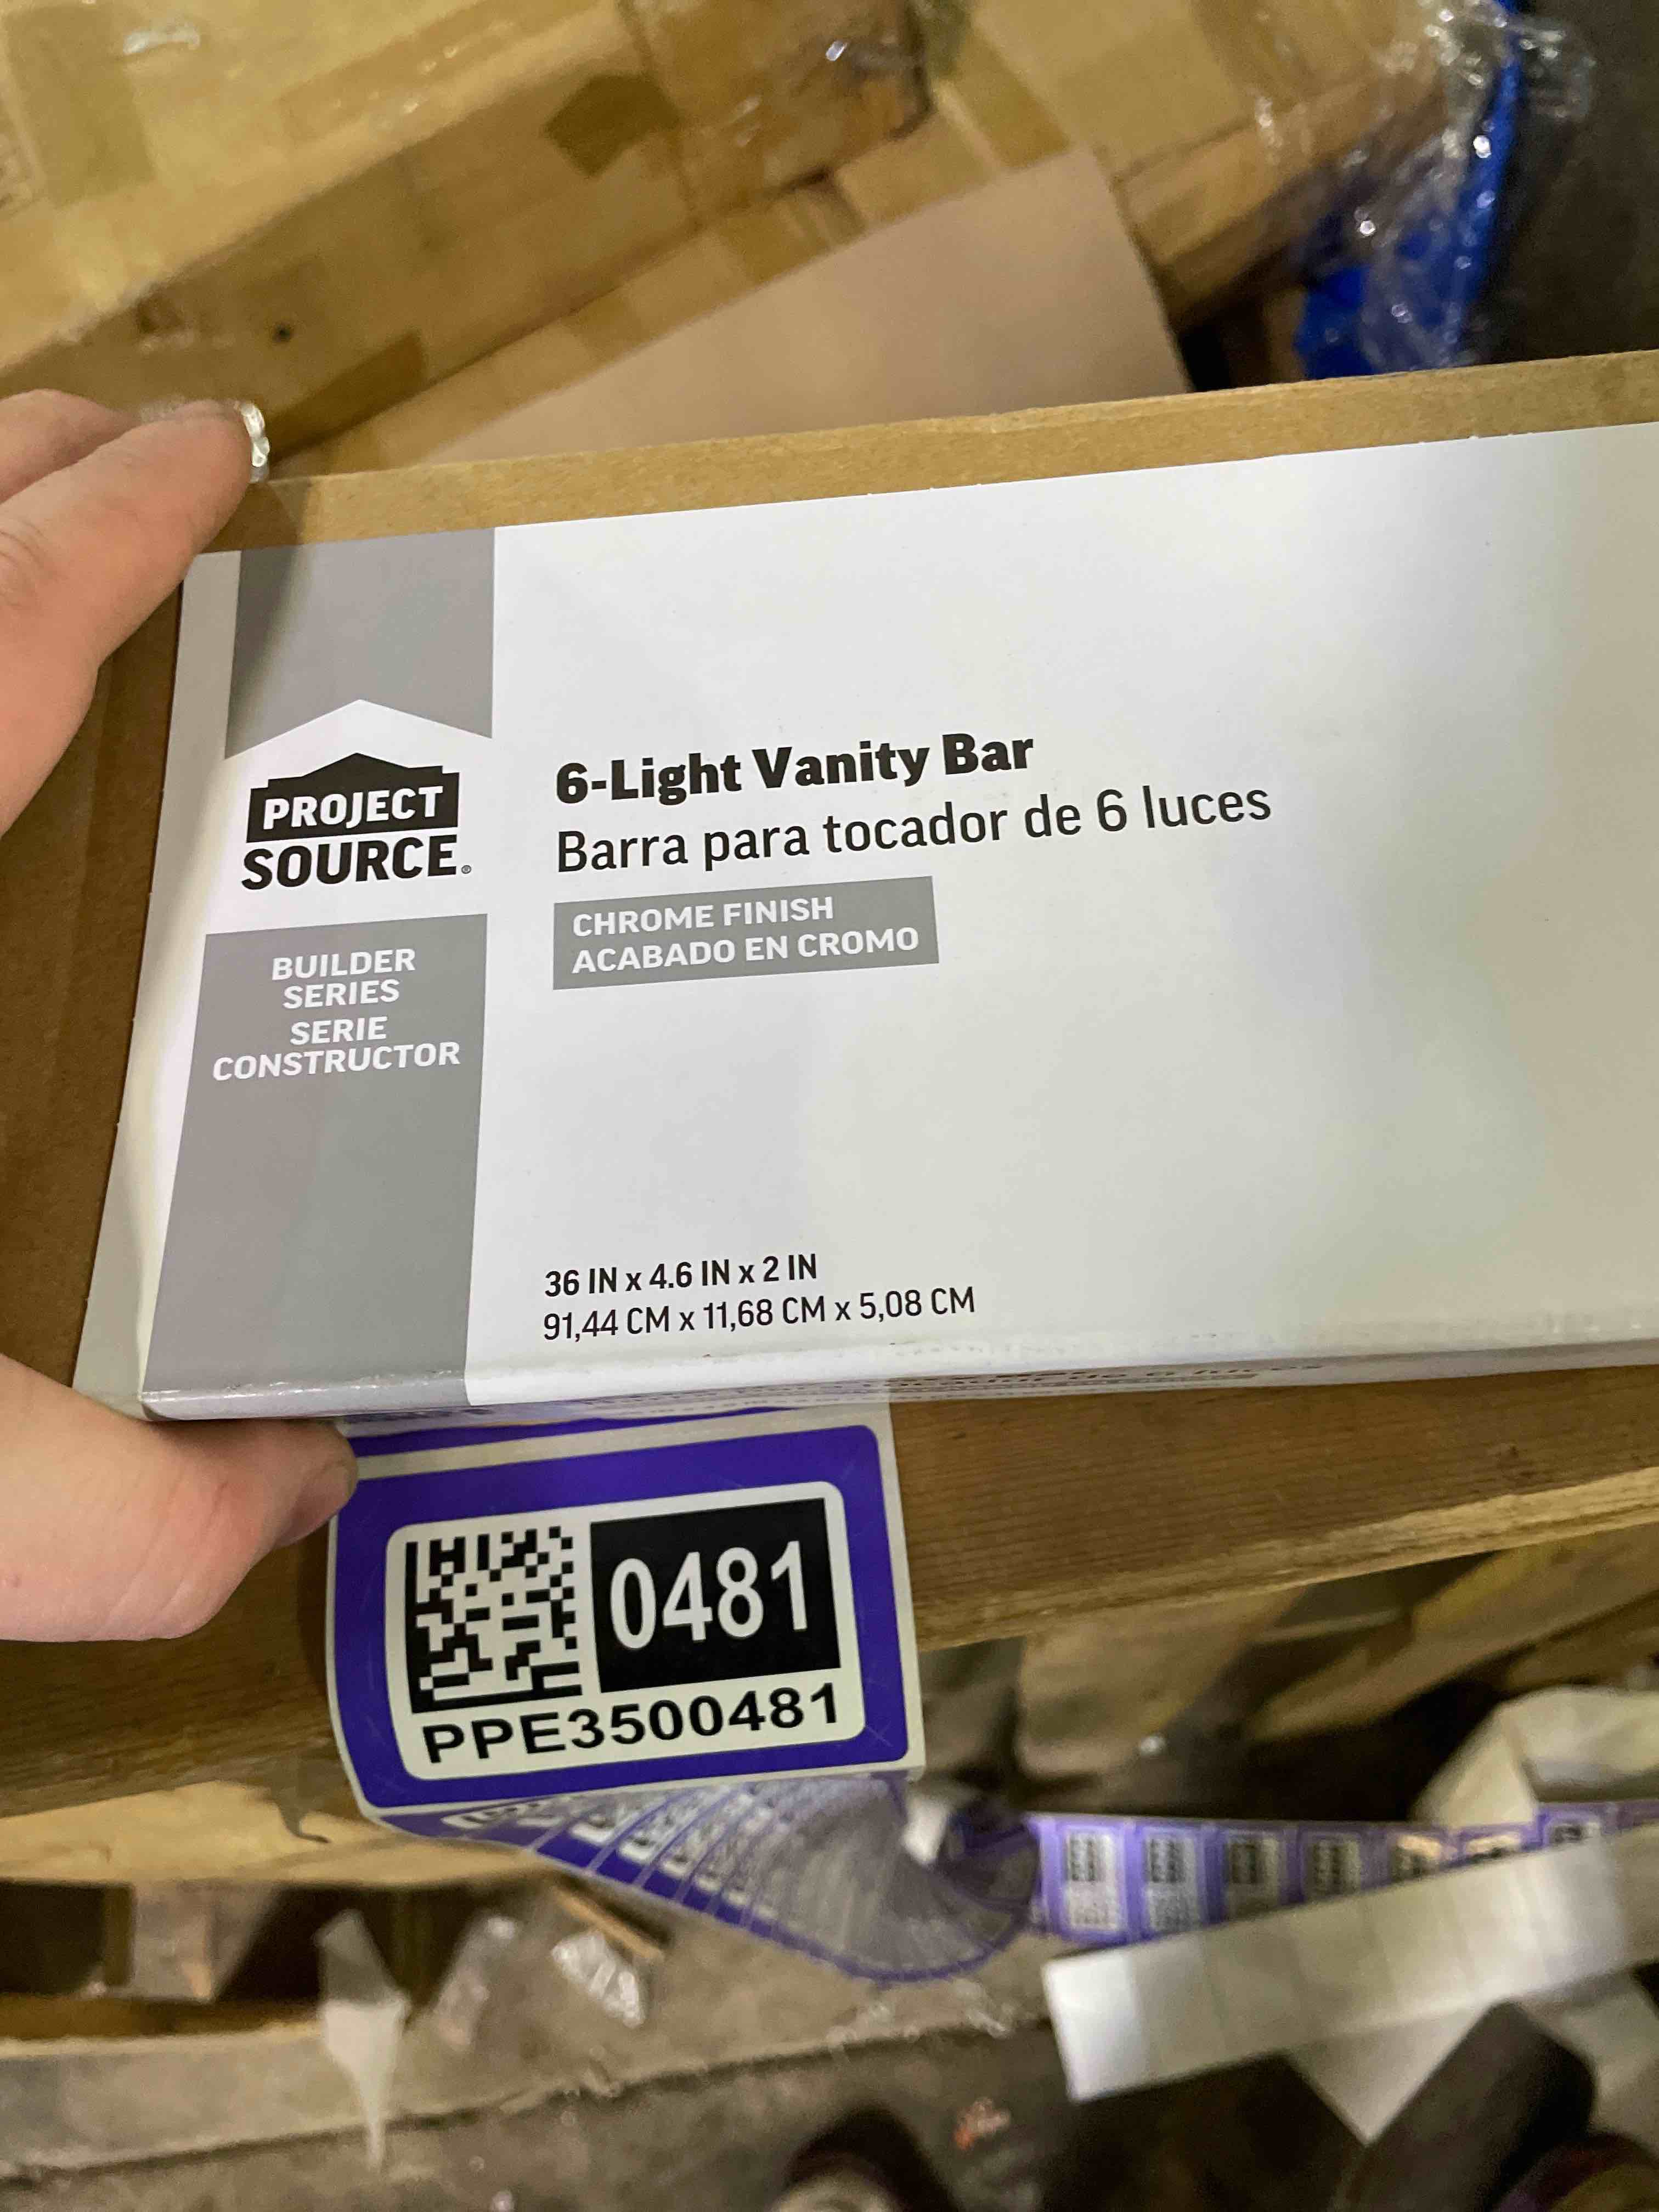 PROJECT
SOURCE®
BUILDER
SERIES
SERIE
CONSTRUCTOR
6-Light Vanity Bar
Barra para tocador de 6 luces
CHROME FINISH
ACABADO EN CROMO
36 IN x 4.6 IN x 2 IN
91,44 CM x 11,68 CM x 5,08 CM
0481
PPE3500481